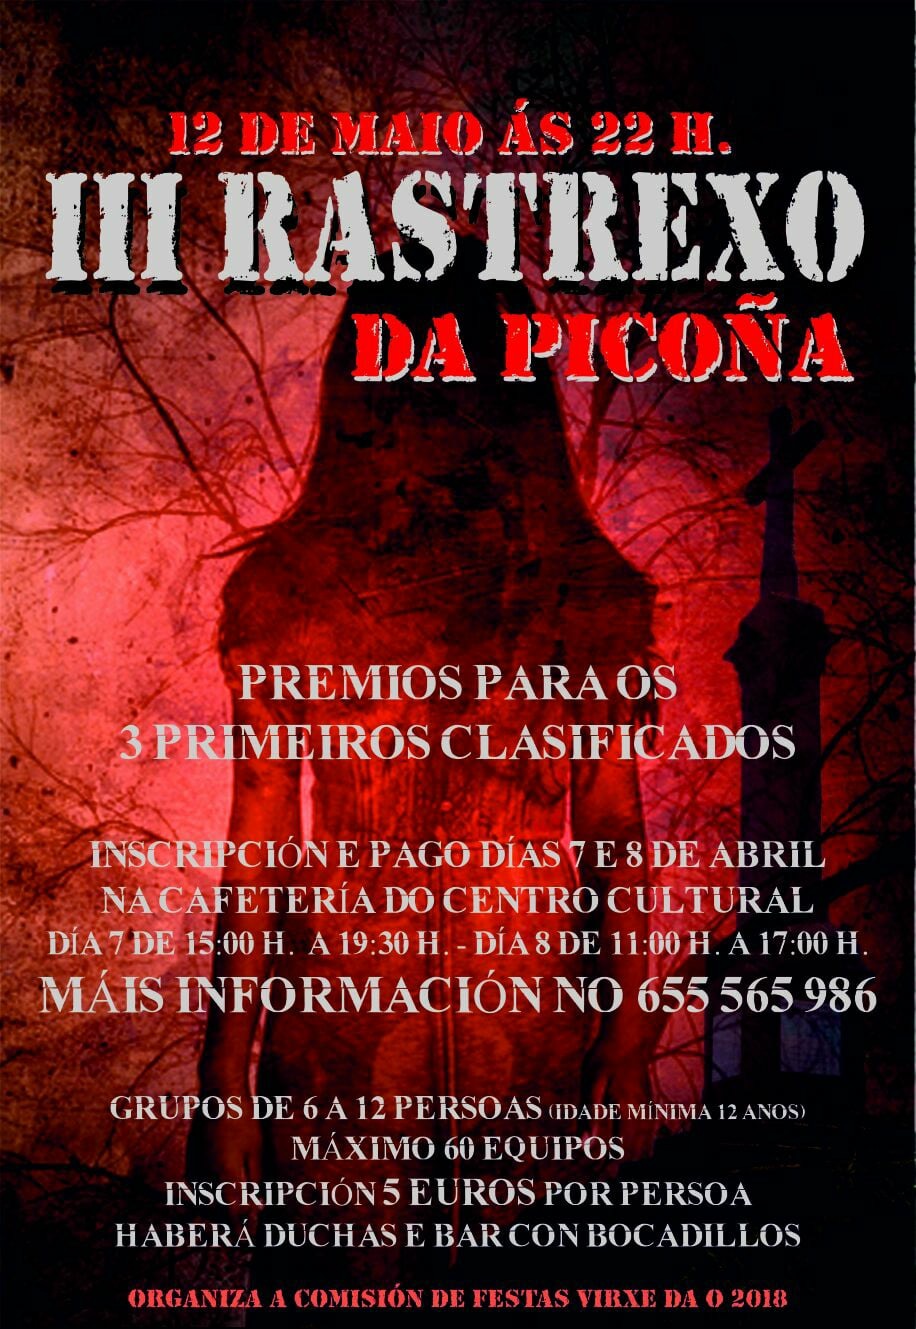 12 DE MAIO ÁS 22 H.
III RASTREXO
DA PICOÑA
PREMIOS PARA OS
3 PRIMEIROS CLASIFICADOS
INSCRIPCIÓN E PAGO DÍAS 7 E 8 DE ABRIL
NA CAFETERÍA DO CENTRO CULTURAL
DÍA 7 DE 15:00 H. A 19:30 H. - DÍA 8 DE 11:00 H. A 17:00 H.
MÁIS INFORMACIÓN NO 655 565 986
GRUPOS DE 6 A 12 PERSOAS (IDADE MÍNIMA 12 ANOS)
MÁXIMO 60 EQUIPOS
INSCRIPCIÓN 5 EUROS POR PERSOA
HABERÁ DUCHAS E BAR CON BOCADILLOS
ORGANIZA A COMISIÓN DE FESTAS VIRXE DA O 2018